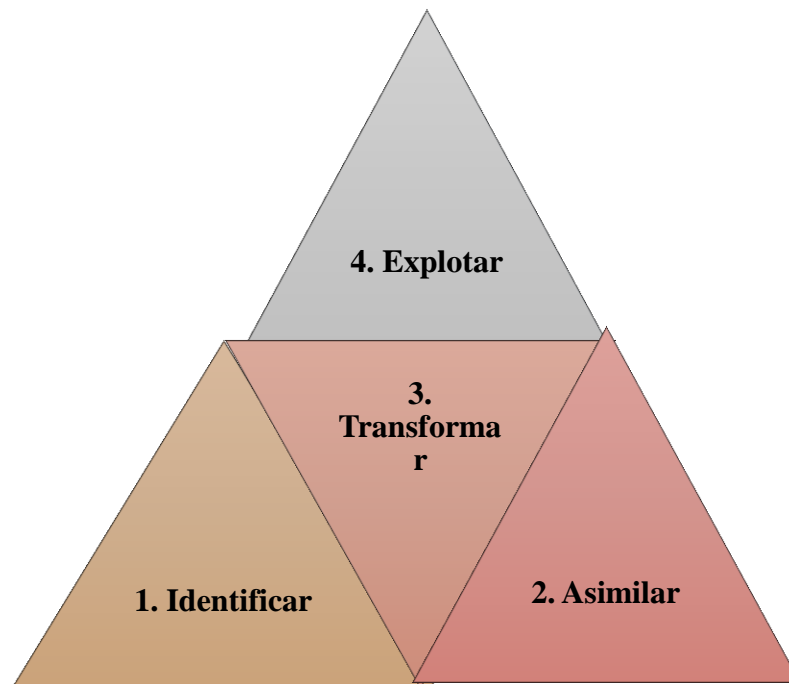 4. Explotar
3.
Transforma
r
1. Identificar
2. Asimilar